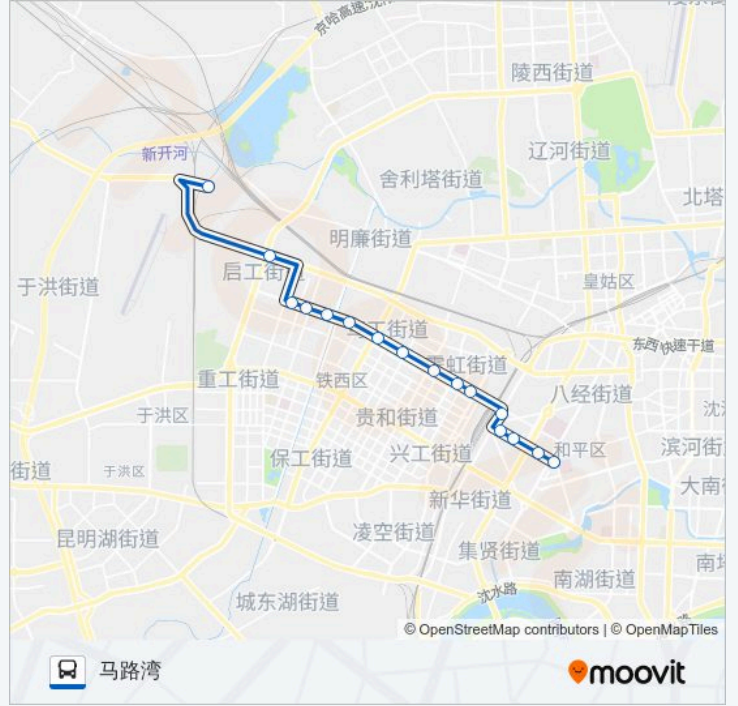 京哈高速
陵西街道
新开河
辽河街道
舍利塔街道
北塔
明廉街道
启工街
于洪街道
皇姑区
工街道
东西快速干道
霓虹街道
重工街道
铁西区
八经街道
于洪区
贵和街道
沈
保工街道
兴工街道
和平区
滨河街
街道
于洪区
大南
新华街道
昆明湖街道
凌空街道
集贤街道
南湖街道
城东湖街道
沈水路
© OpenStreetMap contributors | © OpenMapTiles
马路湾
moovit